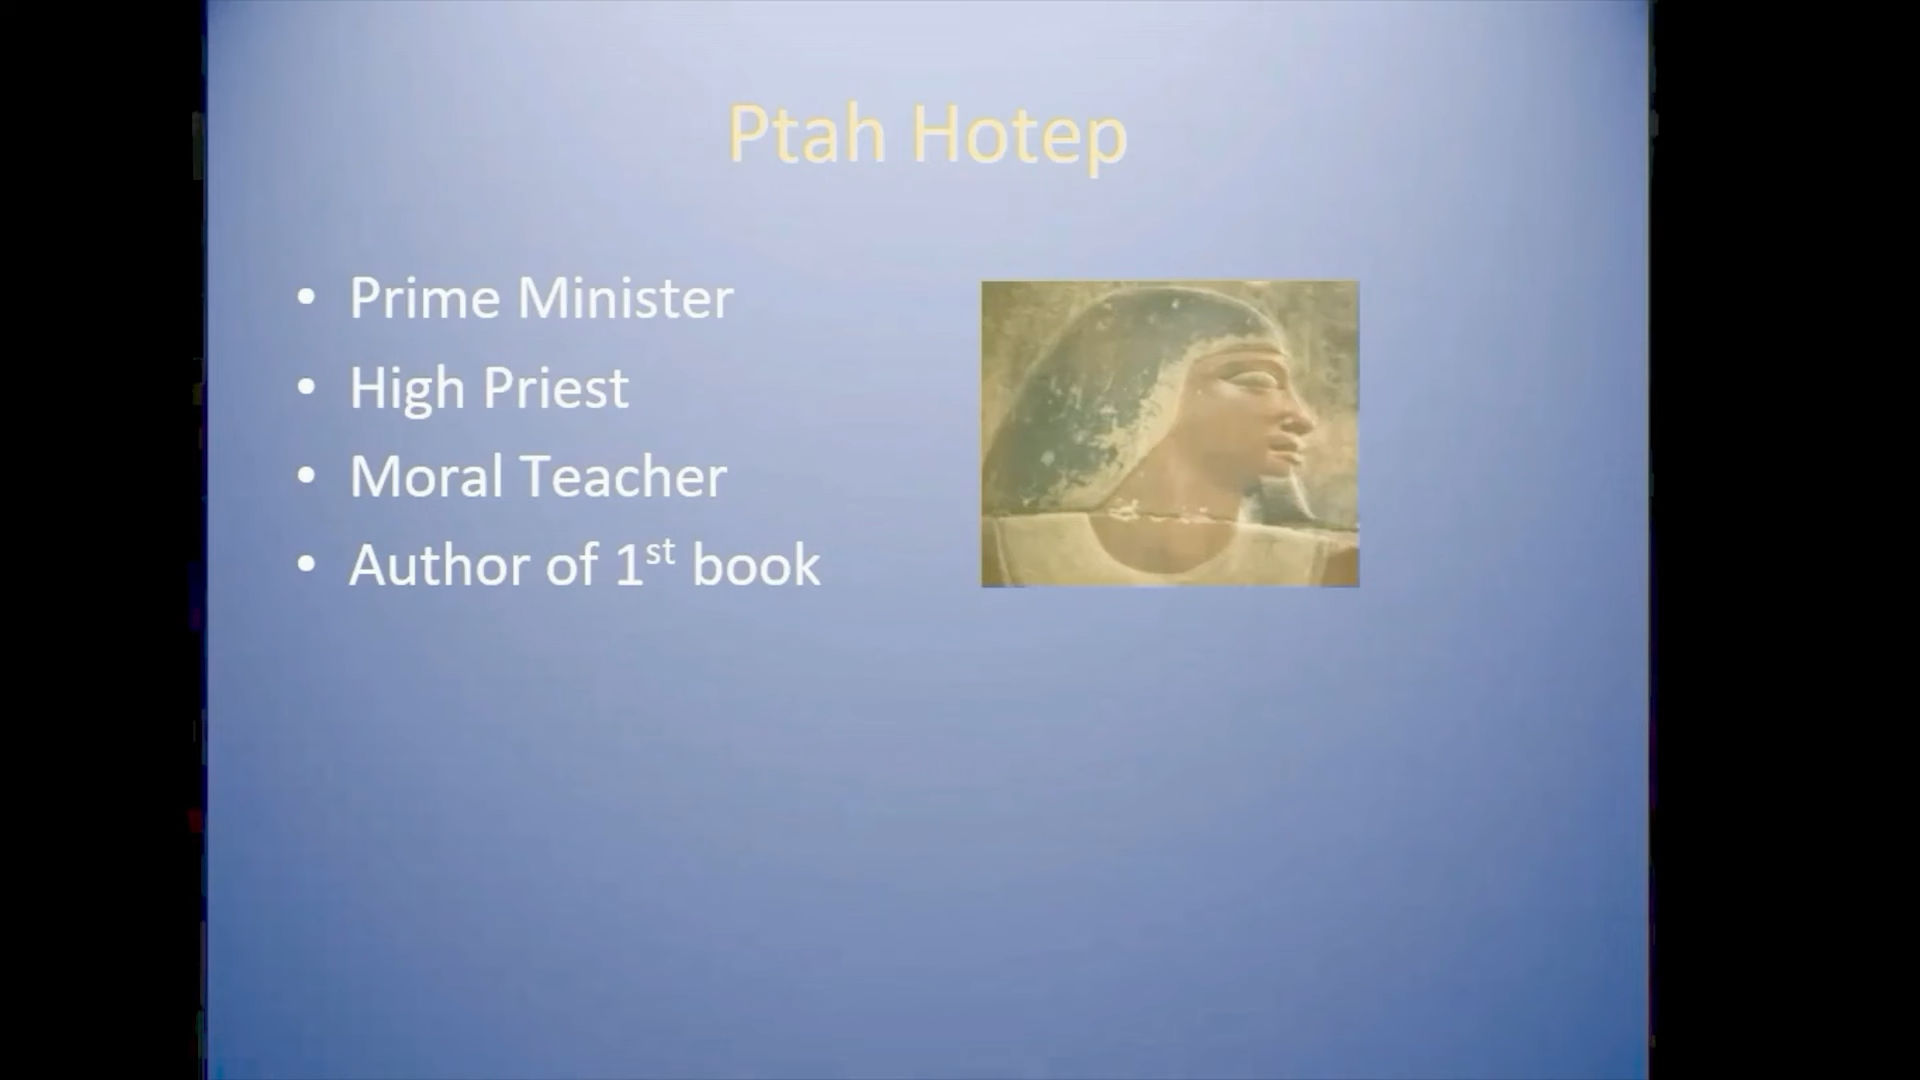 Ptah Hotep
• Prime Minister
• High Priest
• Moral Teacher
• Author of 1st book